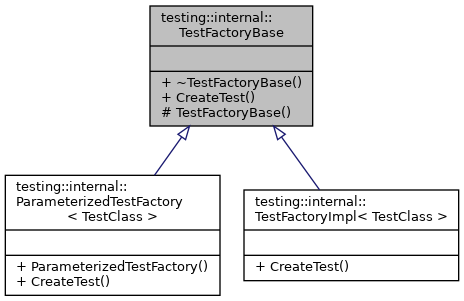 testing::internal::
TestFactoryBase
+ ~TestFactoryBase()
+ CreateTest()
# TestFactoryBase()
testing::internal::
ParameterizedTestFactory
< TestClass >
+ ParameterizedTestFactory()
+ CreateTest()
testing::internal::
TestFactoryImpl< TestClass >
+ CreateTest()